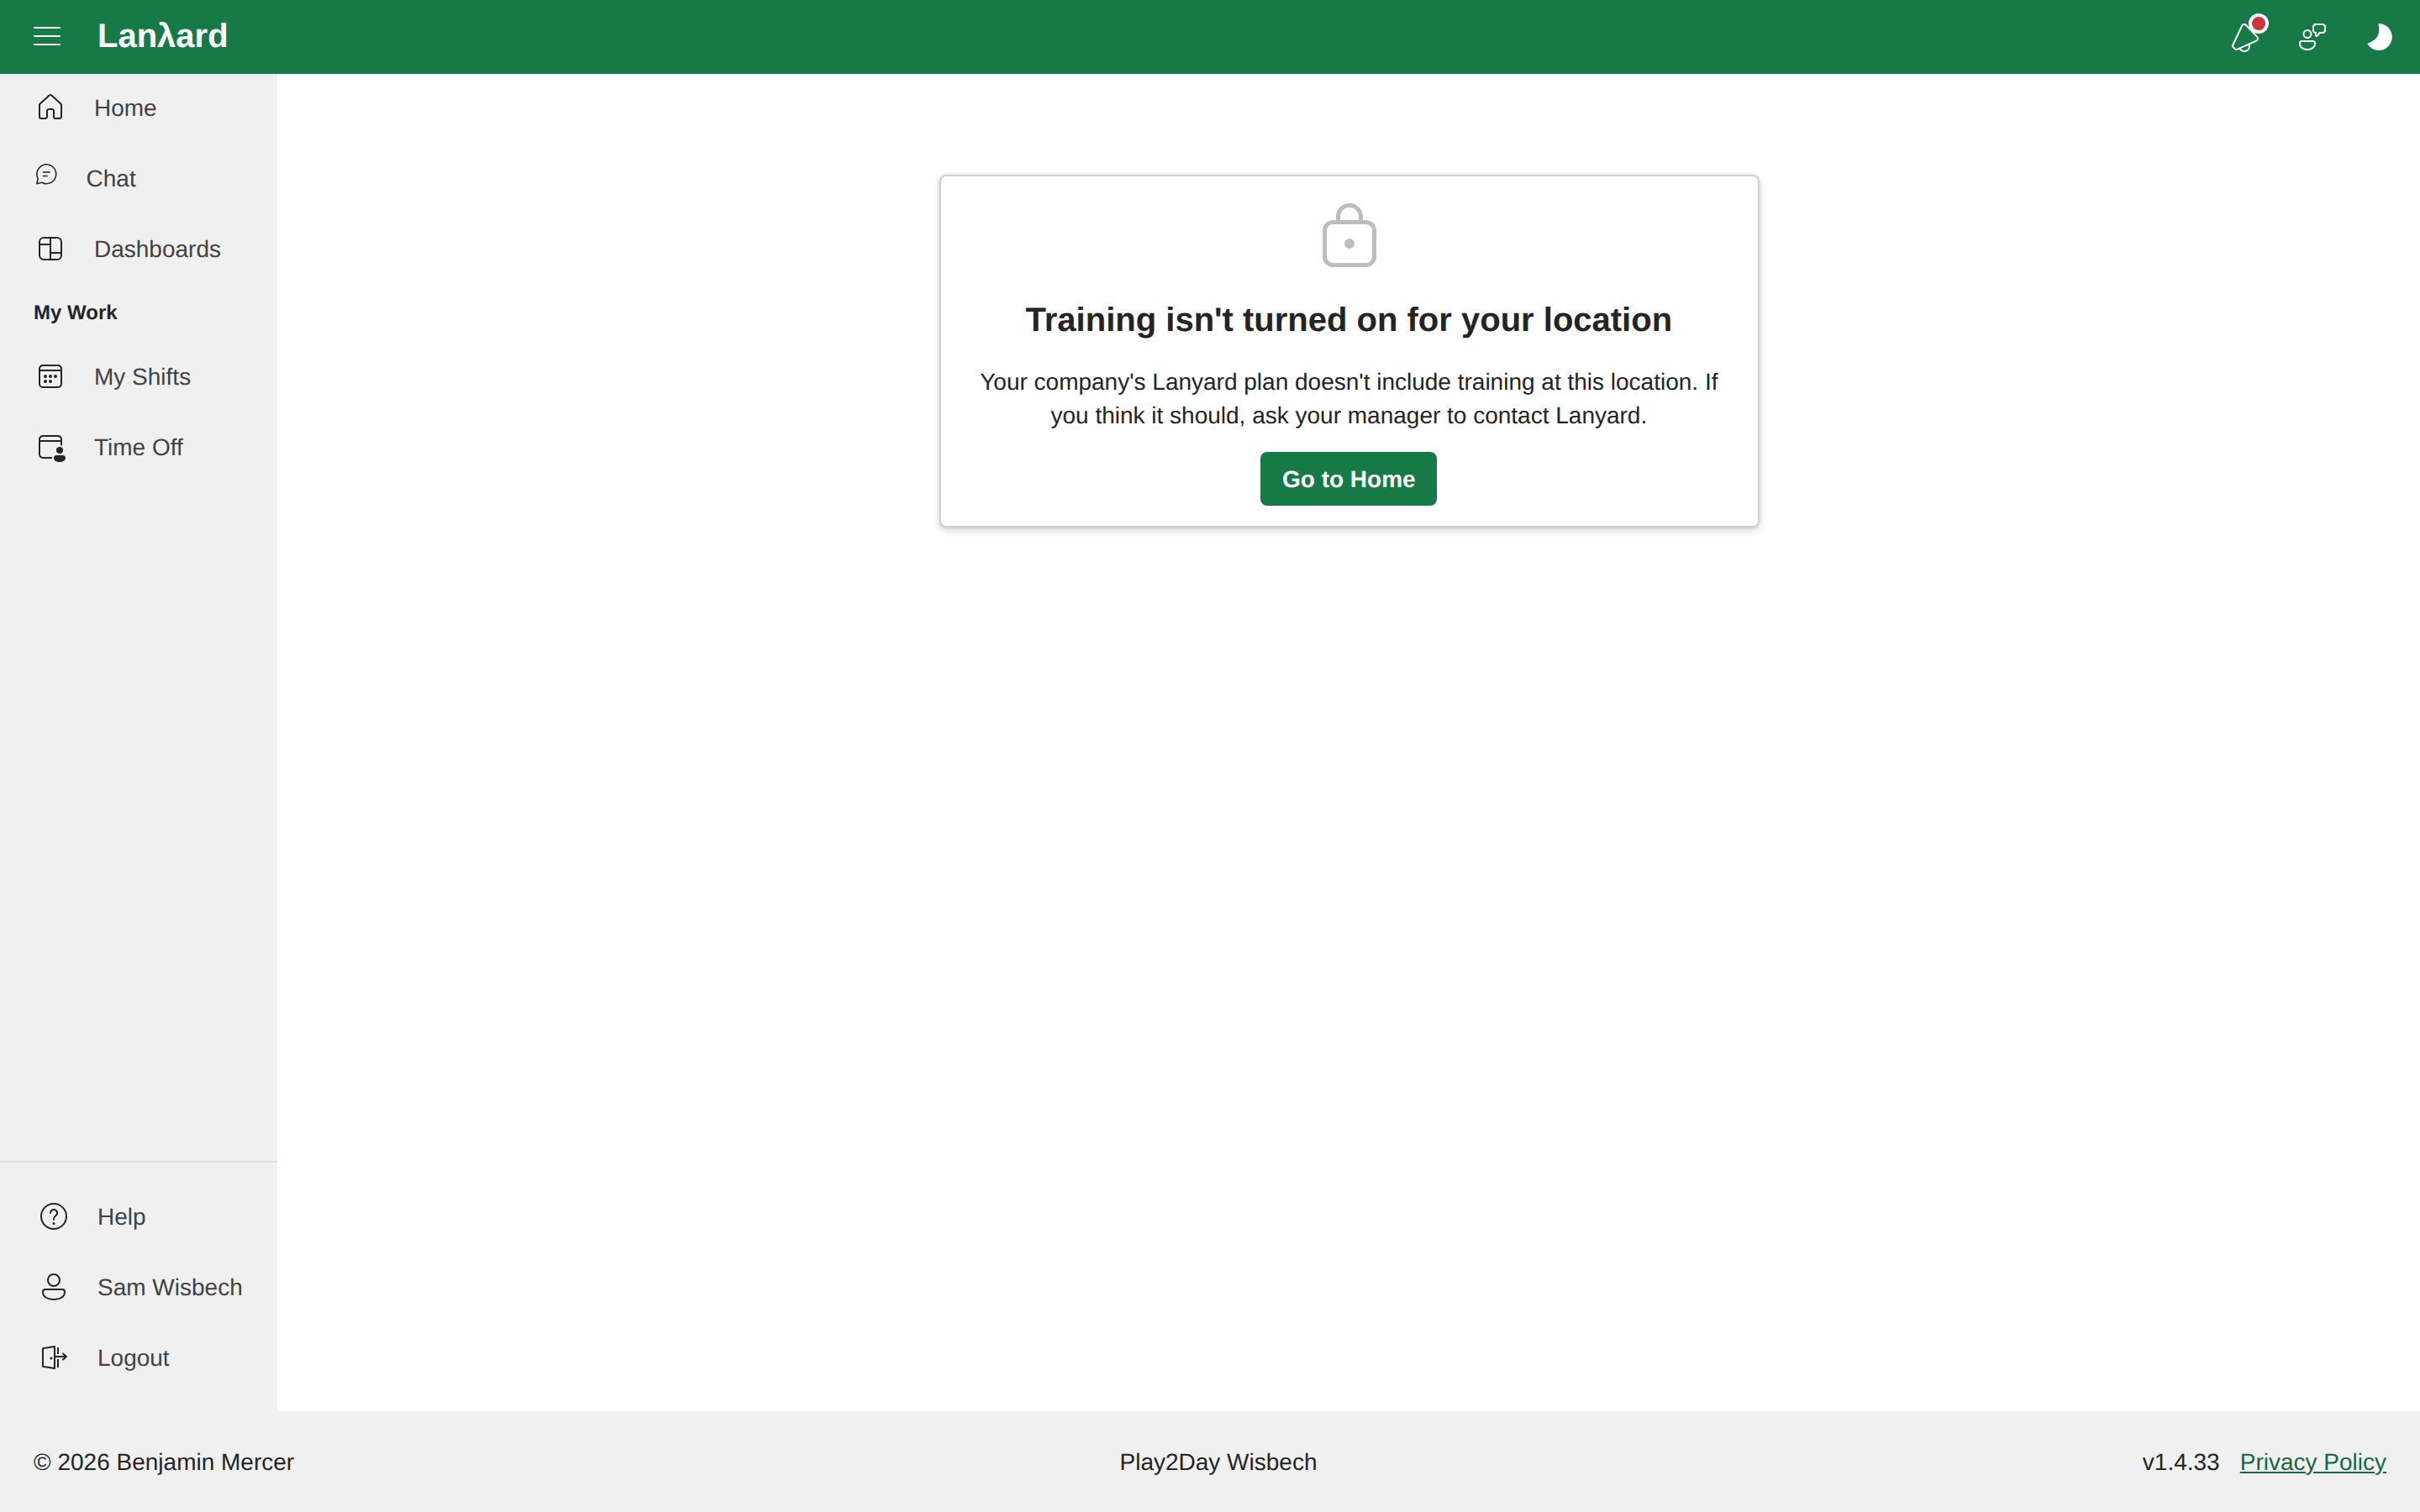 Lanλard
Home
Chat
Dashboards
My Work
My Shifts
Time Off
Training isn't turned on for your location
Your company's Lanyard plan doesn't include training at this location. If
you think it should, ask your manager to contact Lanyard.
Go to Home
Help
Sam Wisbech
Logout
© 2026 Benjamin Mercer
Play2Day Wisbech
v1.4.33 Privacy Policy